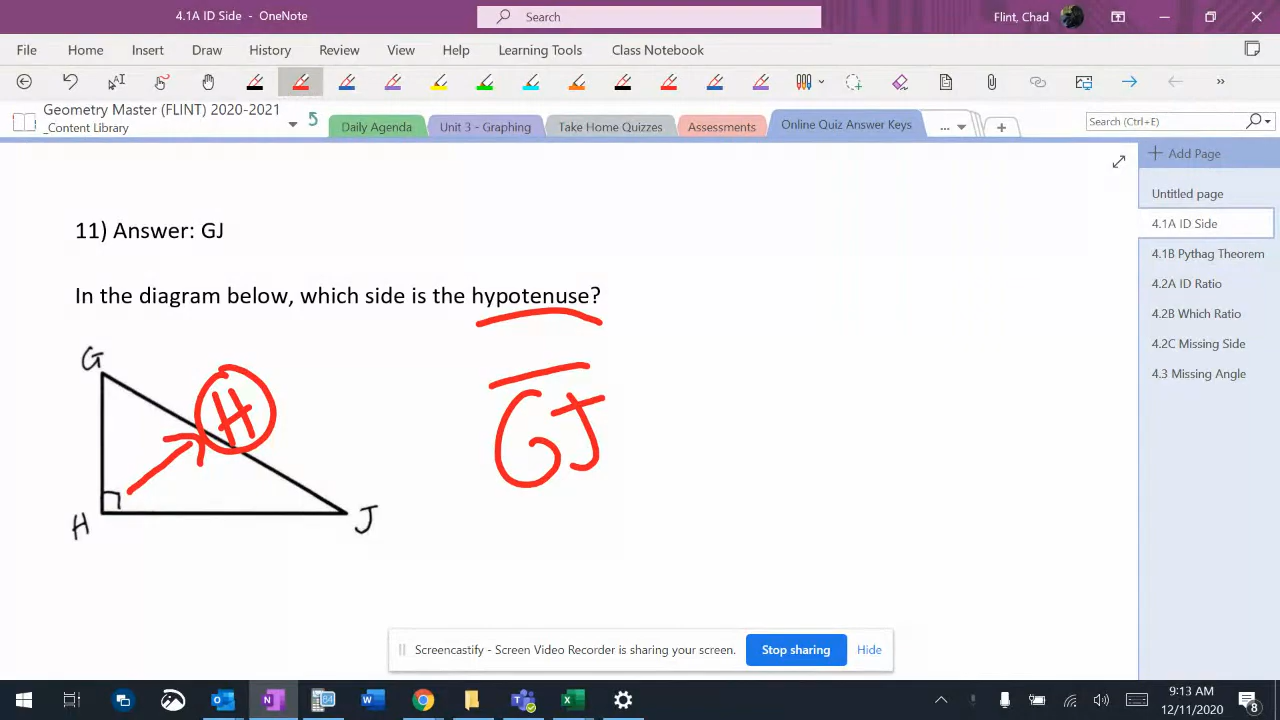 4.1A ID Side - OneNote
Search
Flint, Chad
File Home Insert Draw History Review View Help Learning Tools Class Notebook
Geometry Master (FLINT) 2020-2021
_Content Library
Daily Agenda Unit 3 - Graphing Take Home Quizzes Assessments Online Quiz Answer Keys ...
Search (Ctrl+E)
Add Page
Untitled page
4.1A ID Side
4.1B Pythag Theorem
4.2A ID Ratio
4.2B Which Ratio
4.2C Missing Side
4.3 Missing Angle
11) Answer: GJ
In the diagram below, which side is the hypotenuse?
G
H
GJ
H
J
Screencastify - Screen Video Recorder is sharing your screen. Stop sharing Hide
9:13 AM
12/11/2020
8